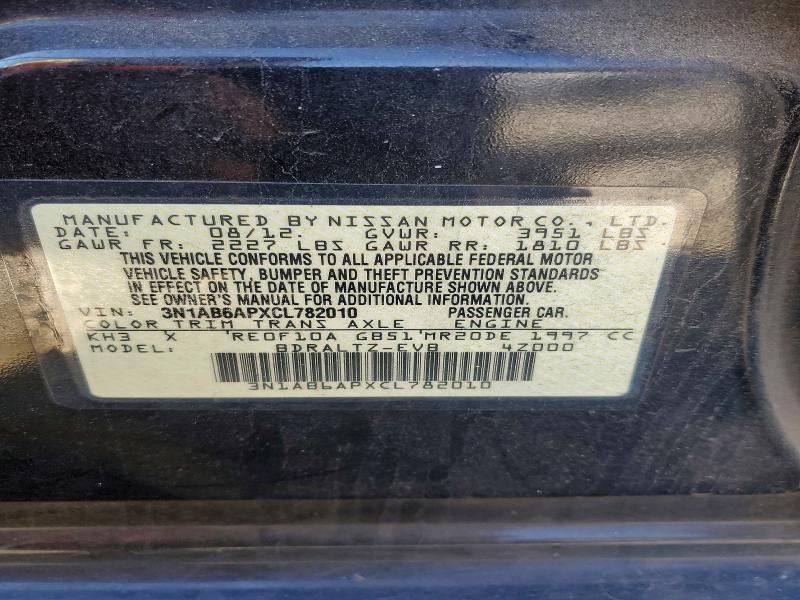 MANUFACTURED BY NISSAN MOTOR CO., LTD.
DATE: 08/12. GVWR: 3951 LBS
GAWR FR: 2227 LBS GAWR RR: 1810 LBS
THIS VEHICLE CONFORMS TO ALL APPLICABLE FEDERAL MOTOR
VEHICLE SAFETY, BUMPER AND THEFT PREVENTION STANDARDS
IN EFFECT ON THE DATE OF MANUFACTURE SHOWN ABOVE.
SEE OWNER'S MANUAL FOR ADDITIONAL INFORMATION.
VIN: 3N1AB6APXCL782010 PASSENGER CAR.
COLOR TRIM TRANS AXLE ENGINE
KH3 X 'RE0F10A GB51'MR20DE 1997 CC
MODEL: BDRALTZ-EVB 4Z000
3N1AB6APXCL782010